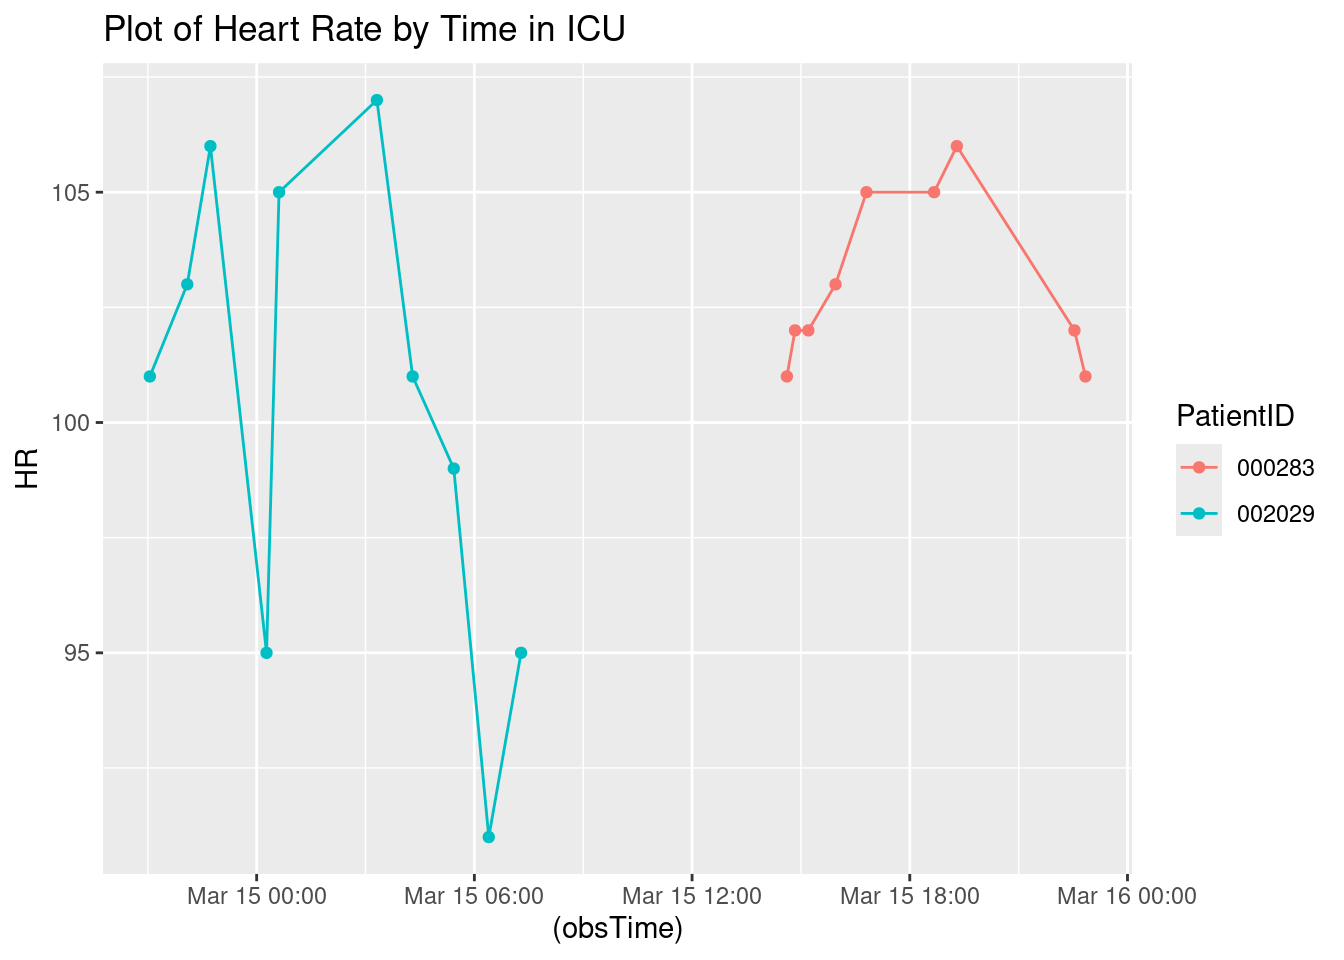 Plot of Heart Rate by Time in ICU
105
100
95
HR
Mar 15 00:00
Mar 15 06:00
Mar 15 12:00
Mar 15 18:00
Mar 16 00:00
(obsTime)
PatientID
000283
002029